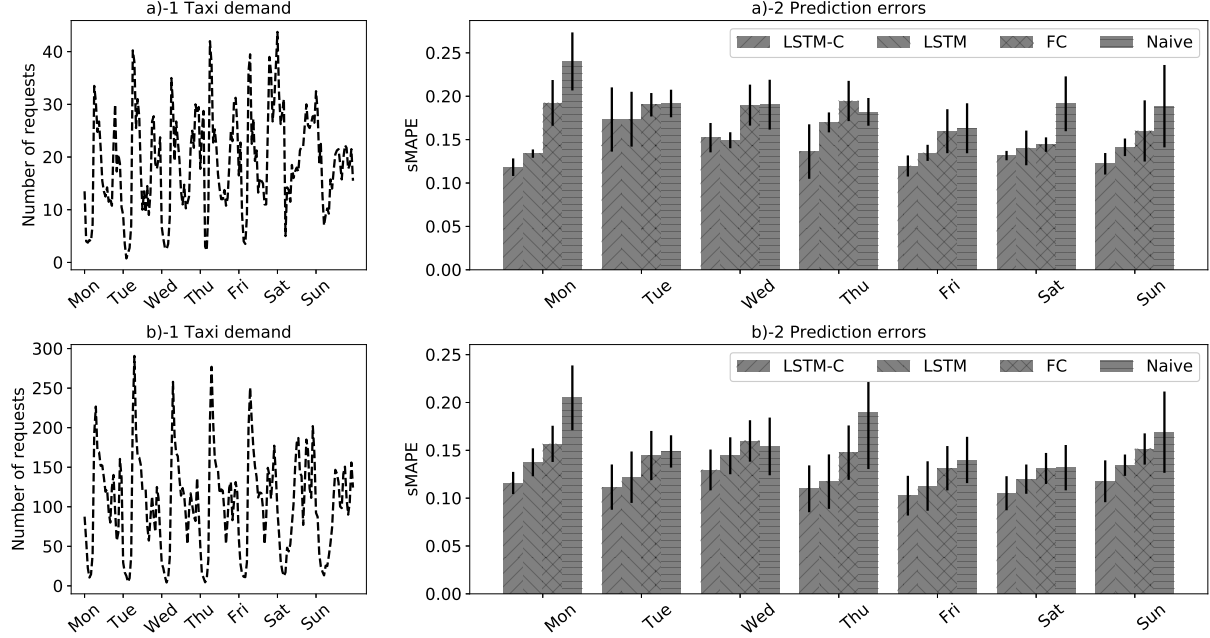 a)-1 Taxi demand
Number of requests
40
30
20
10
0
Mon Tue Wed Thu Fri Sat Sun
a)-2 Prediction errors
LSTM-C LSTM FC Naive
sMAPE
0.25
0.20
0.15
0.10
0.05
0.00
Mon Tue Wed Thu Fri Sat Sun
b)-1 Taxi demand
Number of requests
300
250
200
150
100
50
0
Mon Tue Wed Thu Fri Sat Sun
b)-2 Prediction errors
LSTM-C LSTM FC Naive
sMAPE
0.25
0.20
0.15
0.10
0.05
0.00
Mon Tue Wed Thu Fri Sat Sun